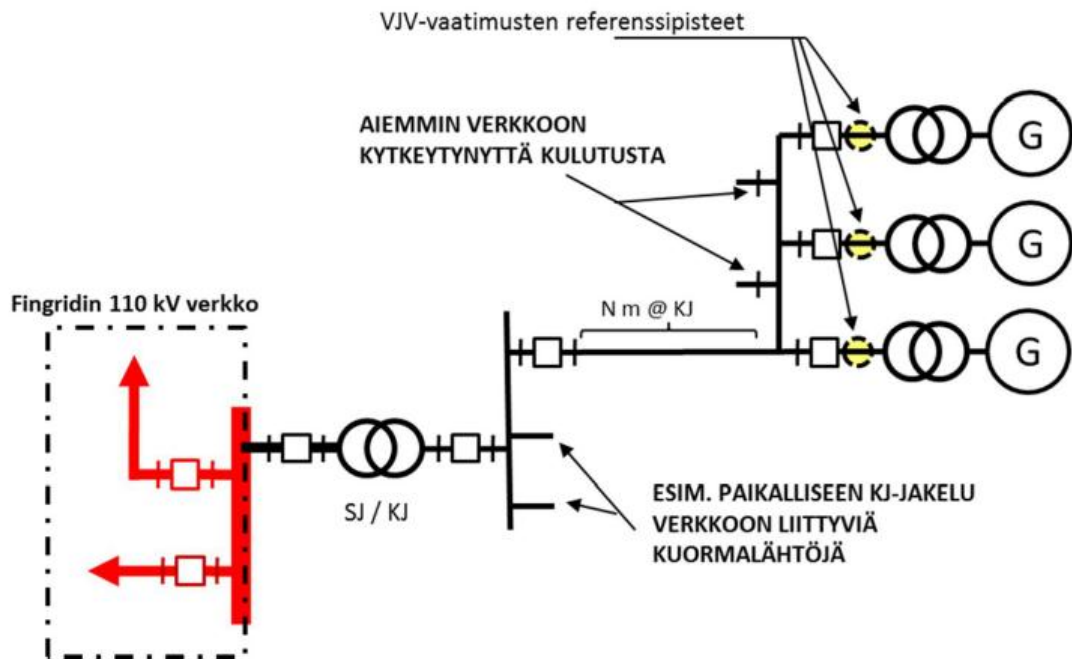 VJV-vaatimusten referenssipisteet
AIEMMIN VERKKOON
KYTKEYTYNYTTÄ KULUTUSTA
G
G
G
N m @ KJ
Fingridin 110 kV verkko
SJ / KJ
ESIM. PAIKALLISEEN KJ-JAKELU
VERKKOON LIITTYVIÄ
KUORMALÄHTÖJÄ